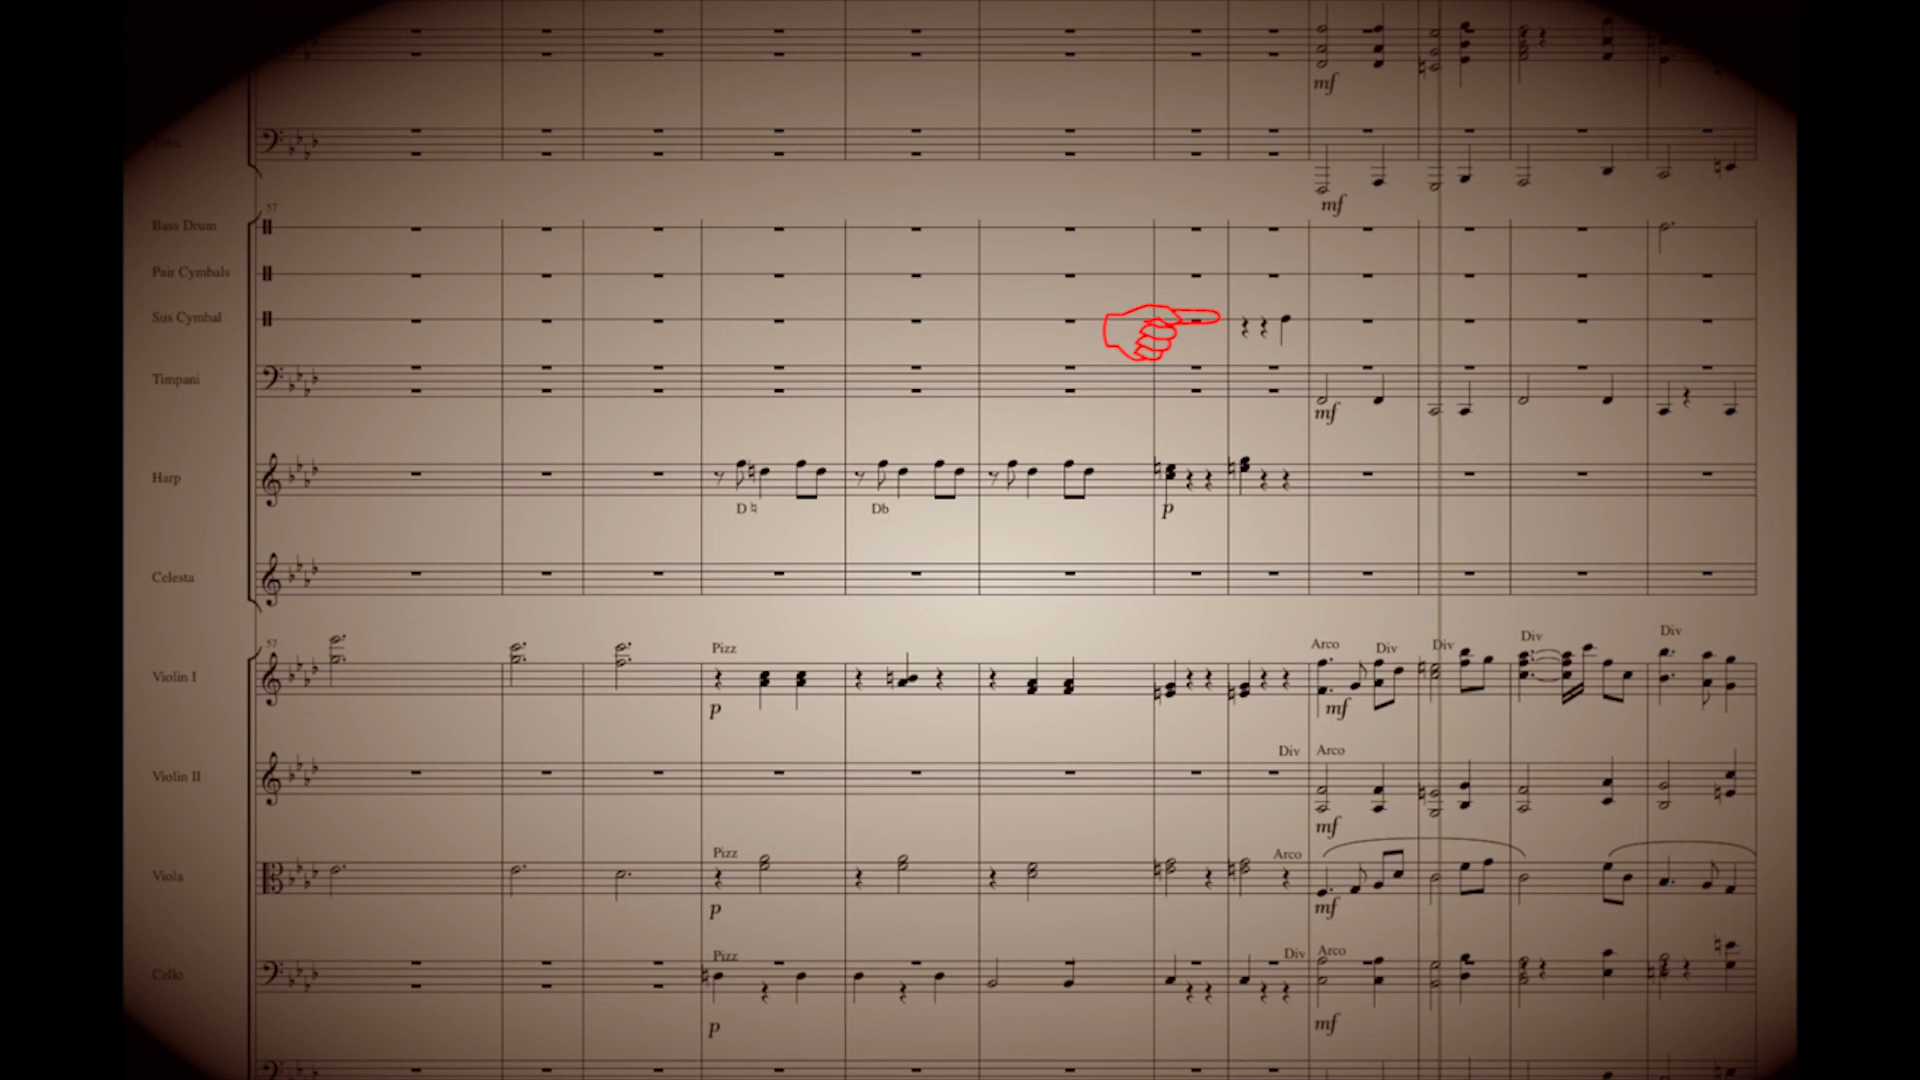 mf
Tuba
mf
57
Bass Drum
Pair Cymbals
Sus Cymbal
Timpani
mf
Harp
D♮ Db p
Celesta
57
Pizz Arco Div Div Div Div
Violin I
p mf
Div Arco
Violin II
mf
Pizz Arco
Viola
p mf
Pizz Div Arco
Cello
p mf